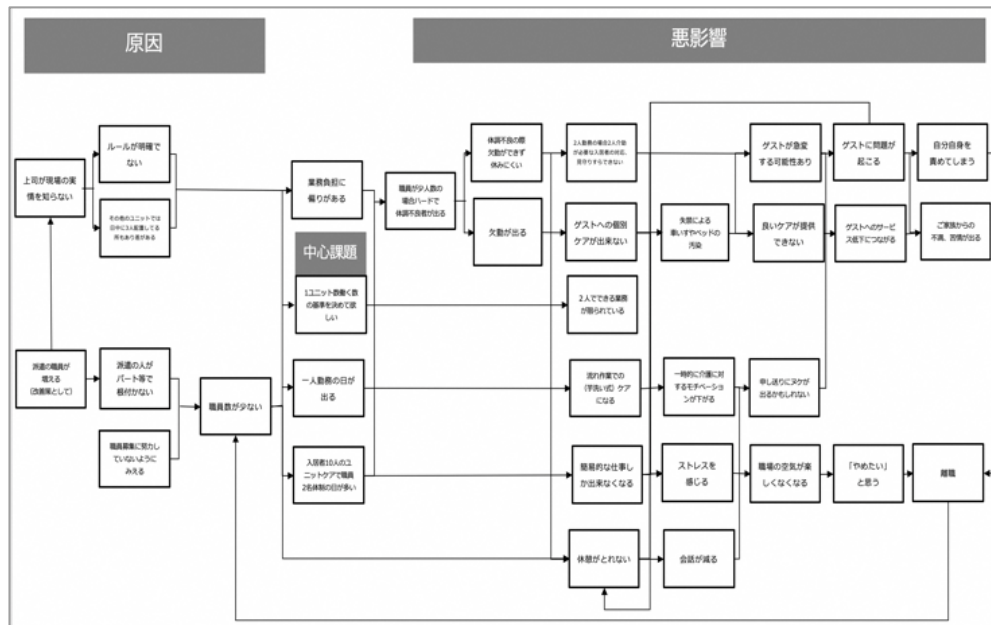 原因
悪影響
ルールが明確で
ない
上司が現場の実
情を知らない
その他のユニットでは
日中に3人配置してる
所もあり差がある
派遣の職員が
増える
(改善策として)
派遣の人が
パート等で
根付かない
職員募集に努力し
ていないように
みえる
職員数が少ない
業務負担に
偏りがある
中心課題
1ユニット数働く数
の基準を決めて欲
しい
一人勤務の日が
出る
入居者10人のユ
ニットケアで職員
2名体制の日が多い
職員が少人数の
場合ハードで
体調不良者が出る
体調不良の際
欠勤ができず
休みにくい
欠勤が出る
2人勤務の場合2人介助
が必要な入居者の対応、
見守りすらできない
ゲストへの個別
ケアが出来ない
2人でできる業務
が限られている
流れ作業での
(芋洗い式)ケア
になる
簡易的な仕事し
か出来なくなる
休憩がとれない
失禁による
車いすやベッドの
汚染
一時的に介護に対
するモチベーショ
ンが下がる
ストレスを
感じる
会話が減る
ゲストが急変
する可能性あり
良いケアが提供
できない
申し送りにヌケが
出るかもしれない
職場の空気が楽
しくなくなる
ゲストに問題が
起こる
ゲストへのサービ
ス低下につながる
「やめたい」
と思う
自分自身を
責めてしまう
ご家族からの
不満、苦情が出る
離職